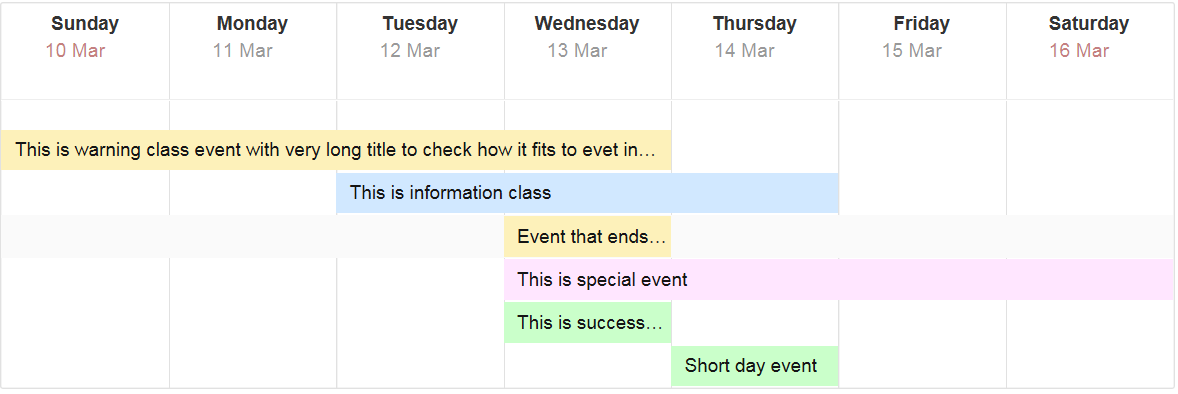 Sunday Monday Tuesday Wednesday Thursday Friday Saturday
10 Mar 11 Mar 12 Mar 13 Mar 14 Mar 15 Mar 16 Mar
This is warning class event with very long title to check how it fits to evet in…
This is information class
Event that ends…
This is special event
This is success…
Short day event